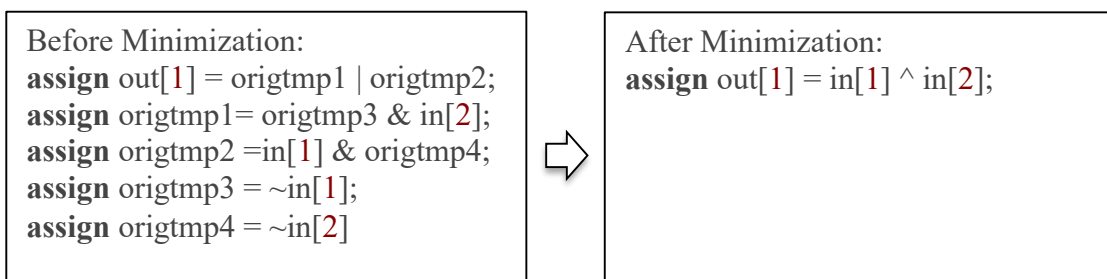 Before Minimization:
assign out[1] = origtmp1 | origtmp2;
assign origtmp1= origtmp3 & in[2];
assign origtmp2 =in[1] & origtmp4;
assign origtmp3 = ~in[1];
assign origtmp4 = ~in[2]
After Minimization:
assign out[1] = in[1] ^ in[2];